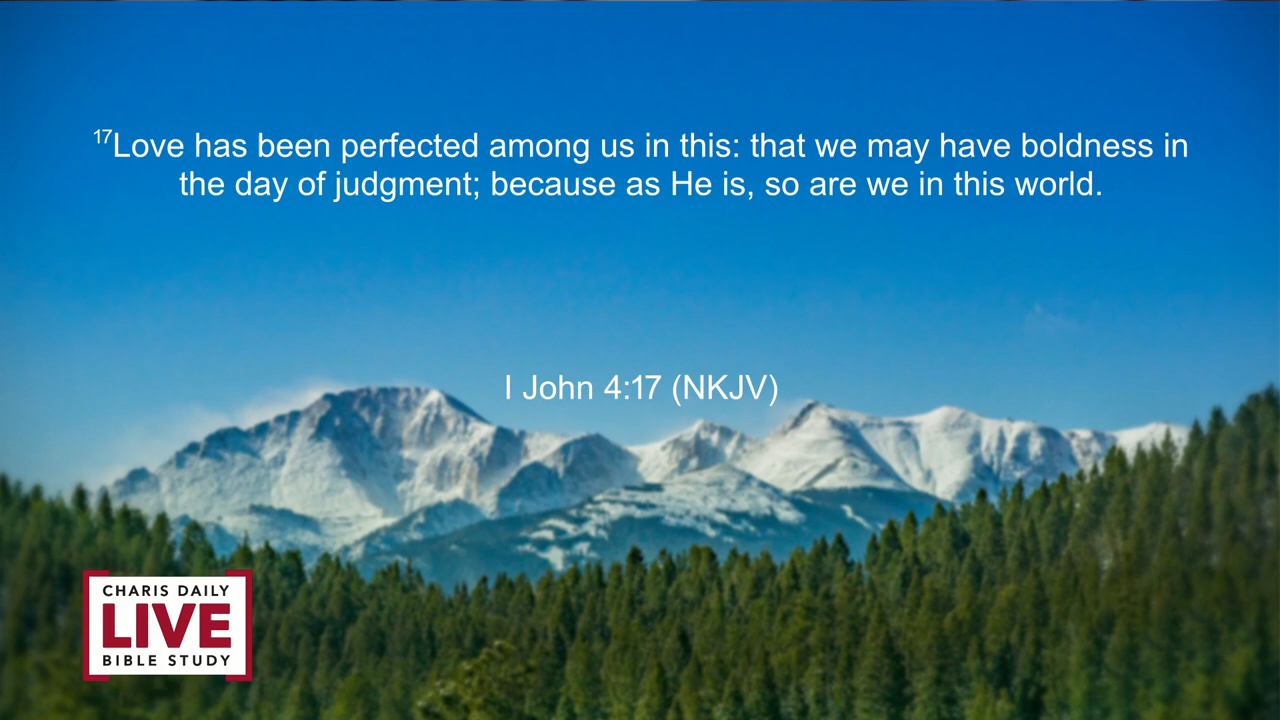 17Love has been perfected among us in this: that we may have boldness in
the day of judgment; because as He is, so are we in this world.
I John 4:17 (NKJV)
CHARIS DAILY
LIVE
BIBLE STUDY